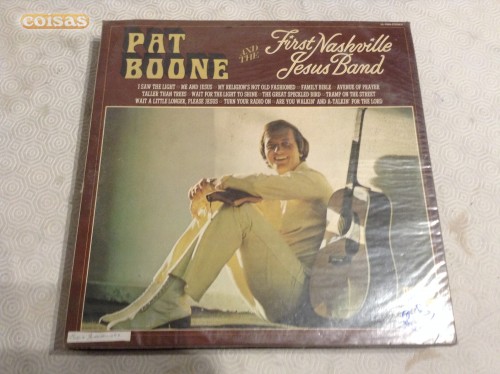 coisas
PAT
BOONE
AND
THE
First Nashville
Jesus Band
I SAW THE LIGHT · ME AND JESUS · MY RELIGION'S NOT OLD FASHIONED · FAMILY BIBLE · AVENUE OF PRAYER
TALLER THAN TREES · WAIT FOR THE LIGHT TO SHINE · THE GREAT SPECKLED BIRD · TRAMP ON THE STREET
WAIT A LITTLE LONGER, PLEASE JESUS · TURN YOUR RADIO ON · ARE YOU WALKIN' AND A-TALKIN' FOR THE LORD